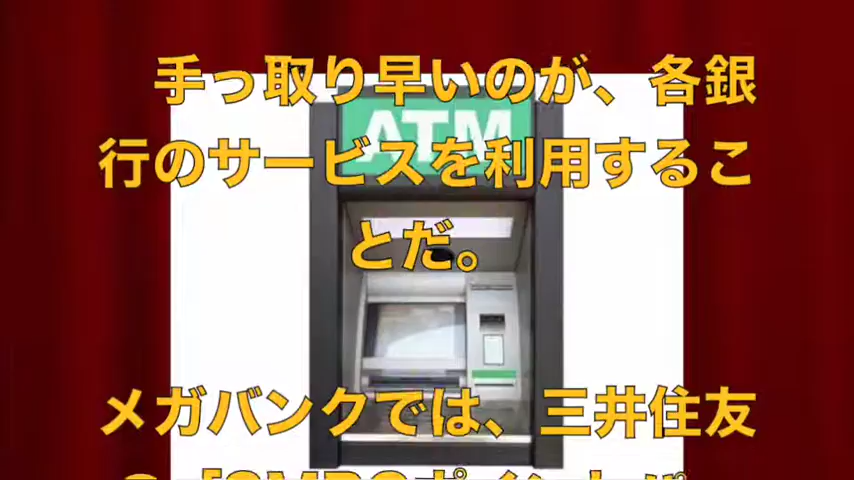 手っ取り早いのが、各銀
ATM
行のサービスを利用するこ
とだ。
メガバンクでは、三井住友